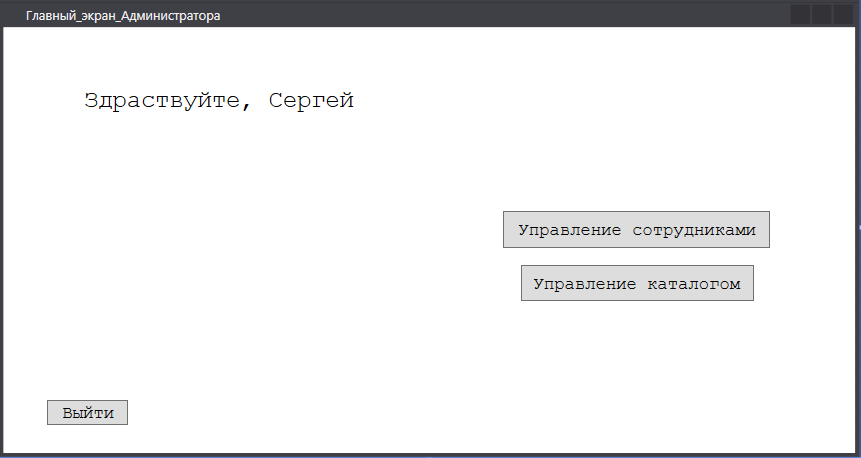 Главный_экран_Администратора
Здраствуйте, Сергей
Управление сотрудниками
Управление каталогом
Выйти